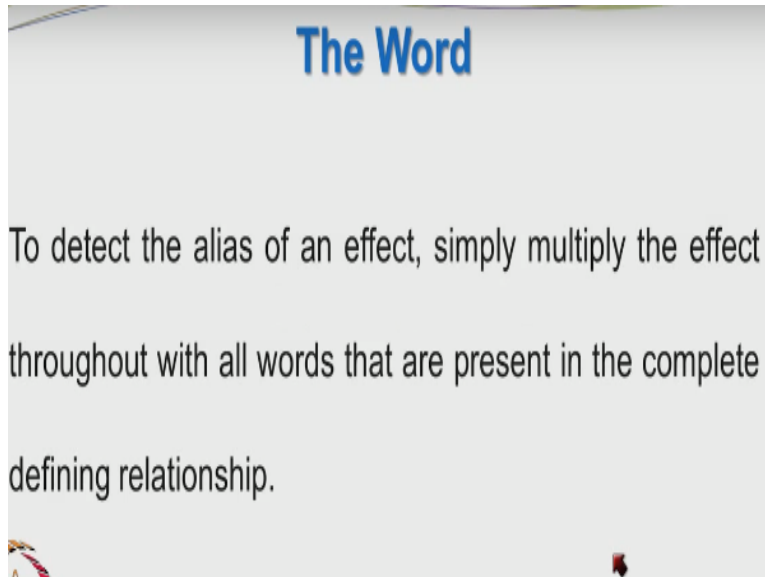 The Word
To detect the alias of an effect, simply multiply the effect
throughout with all words that are present in the complete
defining relationship.